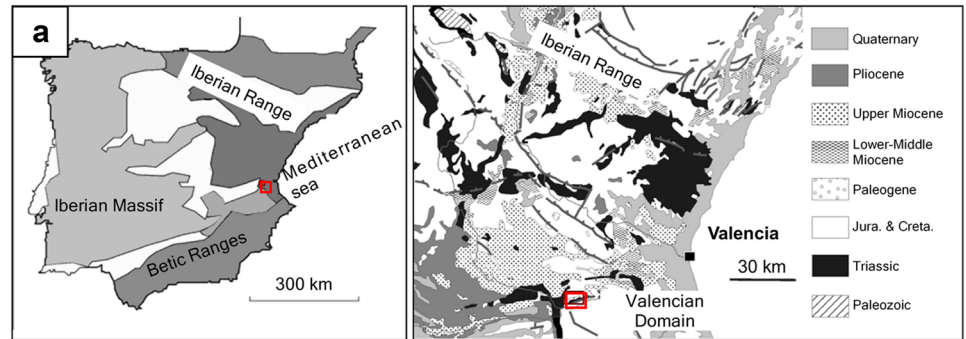 a
Iberian Range
Mediterranean
sea
Iberian Massif
Betic Ranges
300 km
Iberian Range
Valencia
30 km
Valencian
Domain
Quaternary
Pliocene
Upper Miocene
Lower-Middle
Miocene
Paleogene
Jura. & Creta.
Triassic
Paleozoic